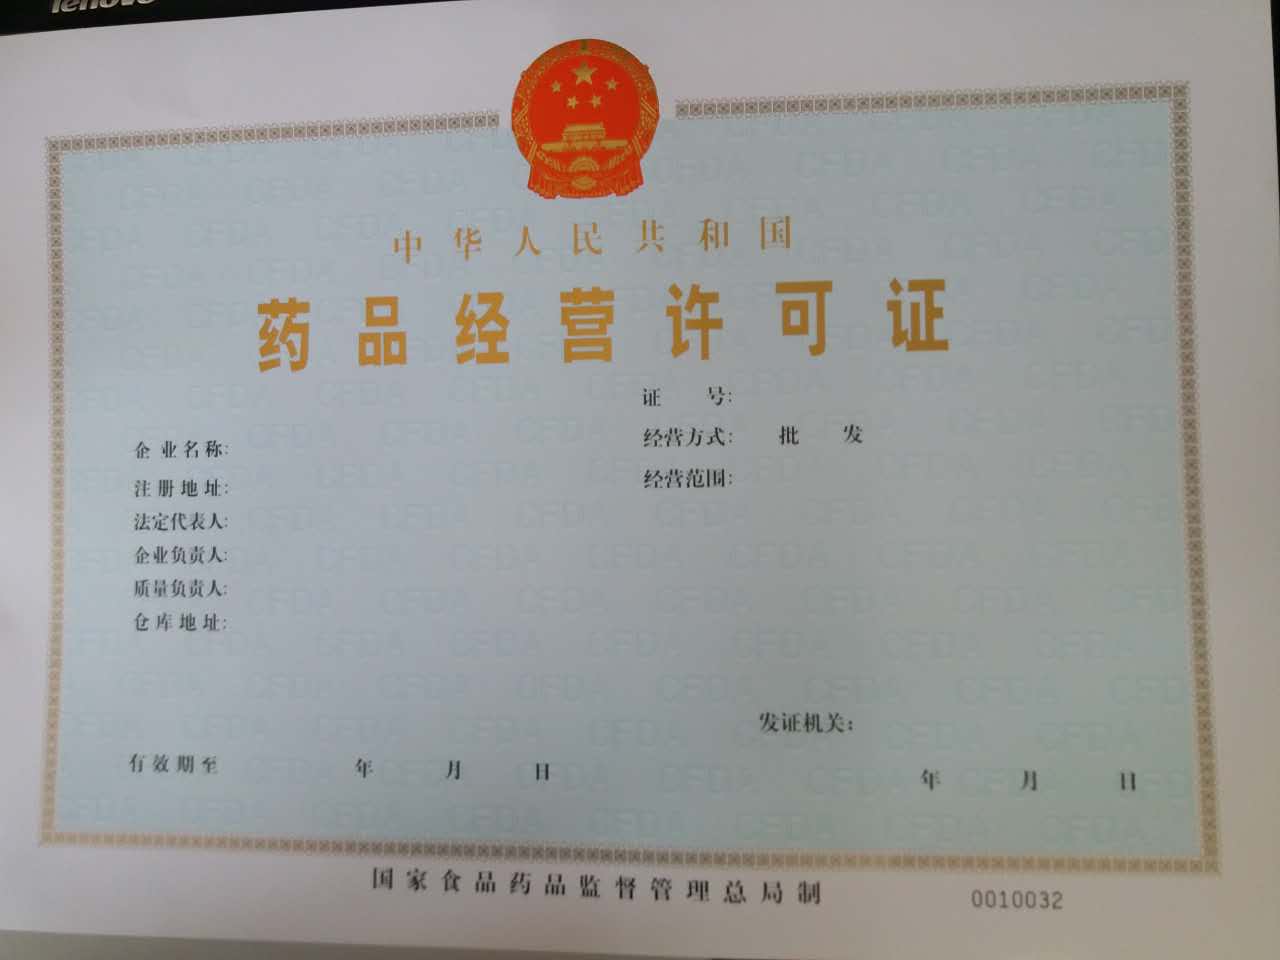 lenovo
中华人民共和国
药品经营许可证
证 号:
企业名称:
经营方式: 批 发
注册地址:
经营范围:
法定代表人:
企业负责人:
质量负责人:
仓库地址:
发证机关:
有效期至 年 月 日
年 月 日
国家食品药品监督管理总局制
0010032
CFDA